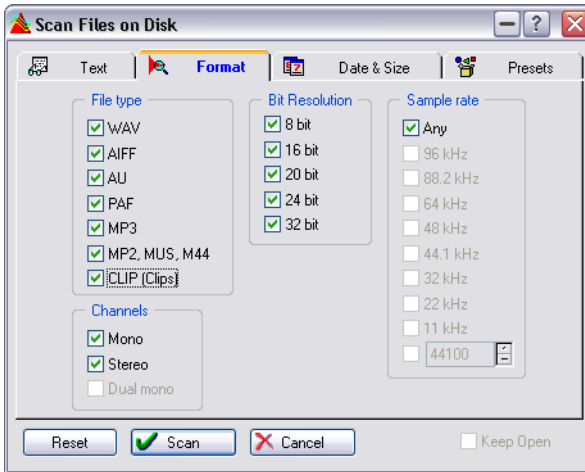 Scan Files on Disk
Text
Format
Date & Size
Presets
File type
WAV
AIFF
AU
PAF
MP3
MP2, MUS, M44
CLIP (Clips)
Channels
Mono
Stereo
Dual mono
Bit Resolution
8 bit
16 bit
20 bit
24 bit
32 bit
Sample rate
Any
96 kHz
88.2 kHz
64 kHz
48 kHz
44.1 kHz
32 kHz
22 kHz
11 kHz
44100
Reset
Scan
Cancel
Keep Open